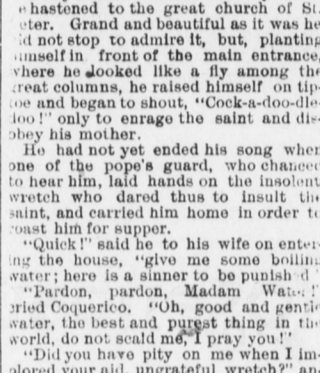 e hastened to the great church of St.
eter. Grand and beautiful as it was he
id not stop to admire it, but, planting
imself in front of the main entrance,
where he looked like a fly among the
great columns, he raised himself on tip-
toe and began to shout, "Cock-a-doo-dle-
doo!" only to enrage the saint and dis-
obey his mother.
He had not yet ended his song when
one of the pope's guard, who chanced
to hear him, laid hands on the insolent
wretch who dared thus to insult the
saint, and carried him home in order to
roast him for supper.
"Quick!" said he to his wife on enter-
ing the house, "give me some boiling
water; here is a sinner to be punish d
"Pardon, pardon, Madam Water!"
cried Coquerico. "Oh, good and gentle
water, the best and purest thing in the
world, do not scald me, I pray you!"
"Did you have pity on me when I im-
plored your aid, ungrateful wretch?" an